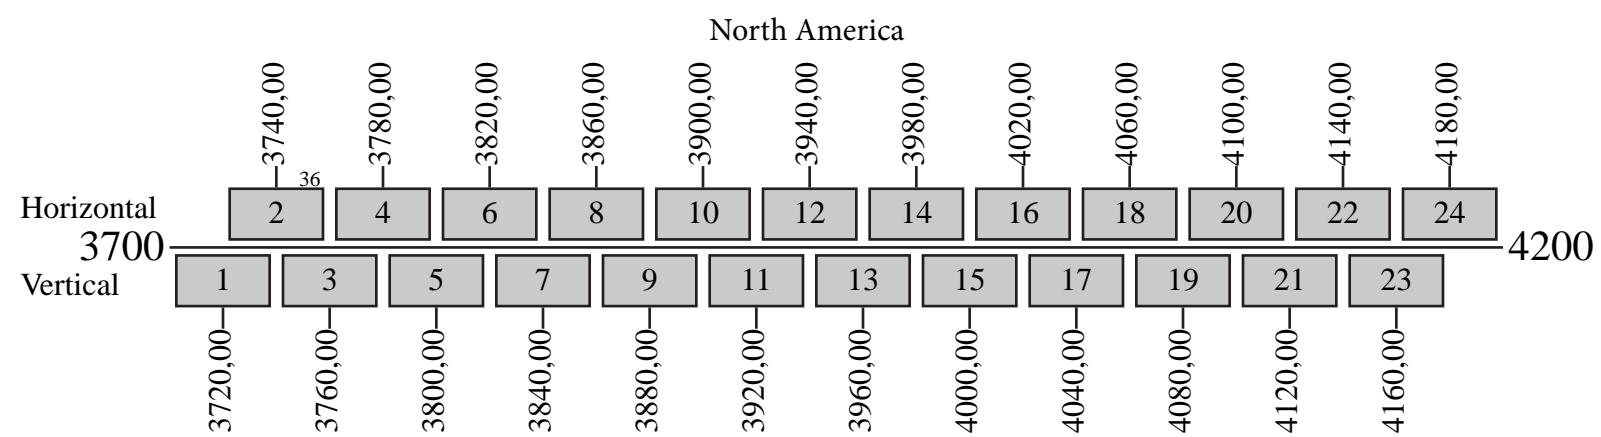 North America
3740,00 3780,00 3820,00 3860,00 3900,00 3940,00 3980,00 4020,00 4060,00 4100,00 4140,00 4180,00
36
Horizontal 2 4 6 8 10 12 14 16 18 20 22 24
3700 4200
Vertical 1 3 5 7 9 11 13 15 17 19 21 23
3720,00 3760,00 3800,00 3840,00 3880,00 3920,00 3960,00 4000,00 4040,00 4080,00 4120,00 4160,00